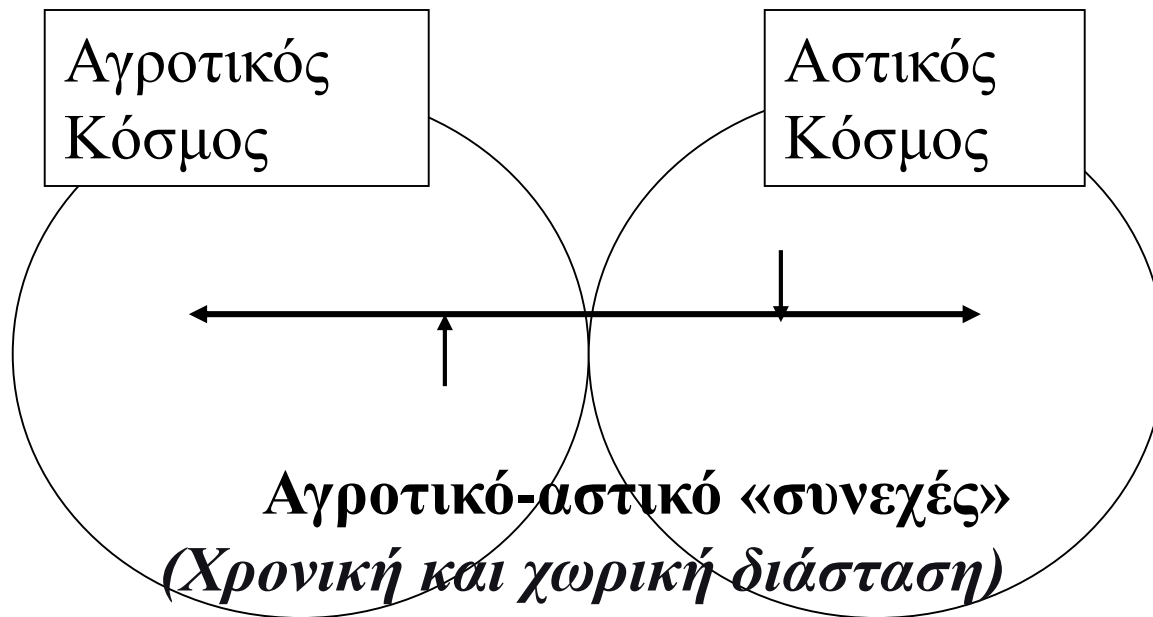 Αγροτικός
Κόσμος
Αστικός
Κόσμος
Αγροτικό-αστικό «συνεχές»
(Χρονική και χωρική διάσταση)